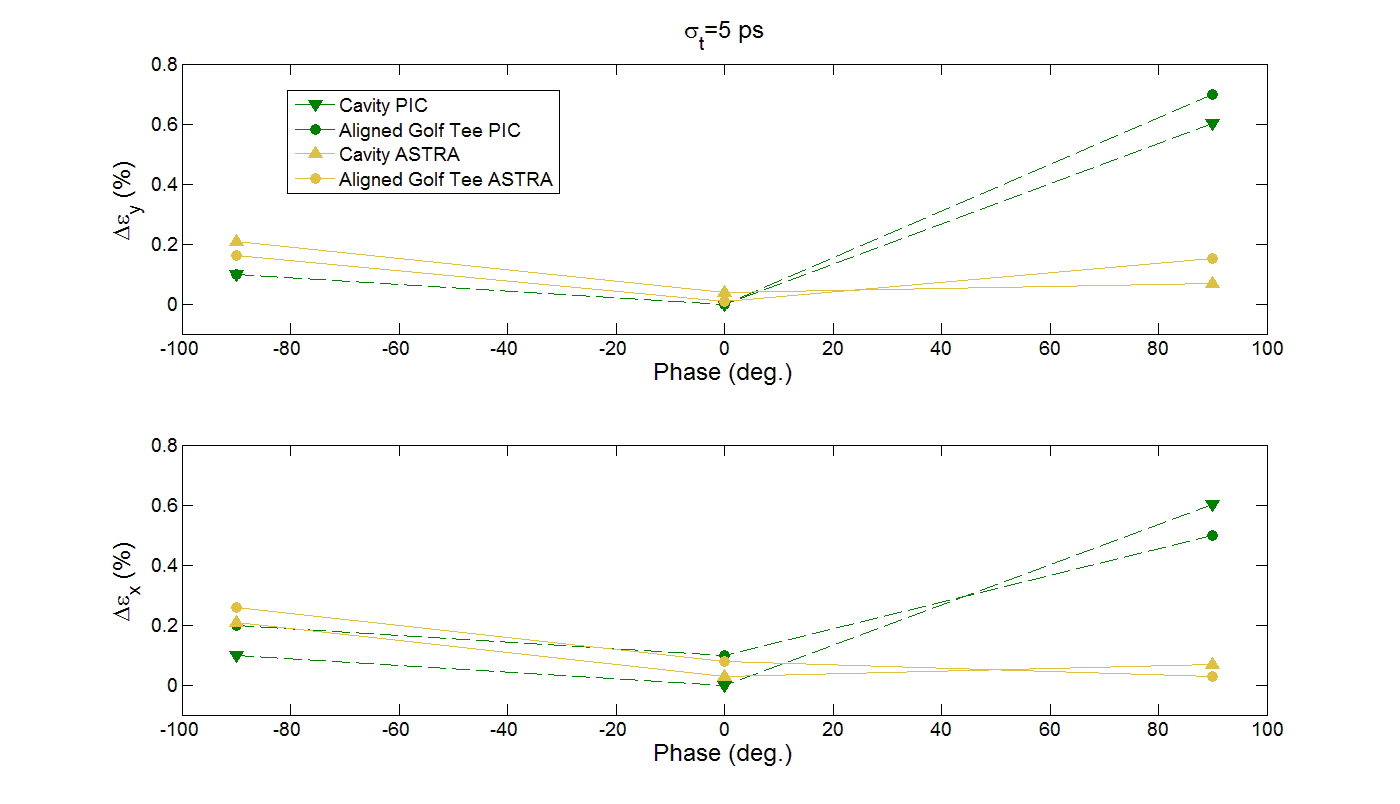 σt=5 ps
0.8
0.6
0.4
0.2
0
Δεy (%)
Cavity PIC
Aligned Golf Tee PIC
Cavity ASTRA
Aligned Golf Tee ASTRA
-100 -80 -60 -40 -20 0 20 40 60 80 100
Phase (deg.)
0.8
0.6
0.4
0.2
0
Δεx (%)
-100 -80 -60 -40 -20 0 20 40 60 80 100
Phase (deg.)